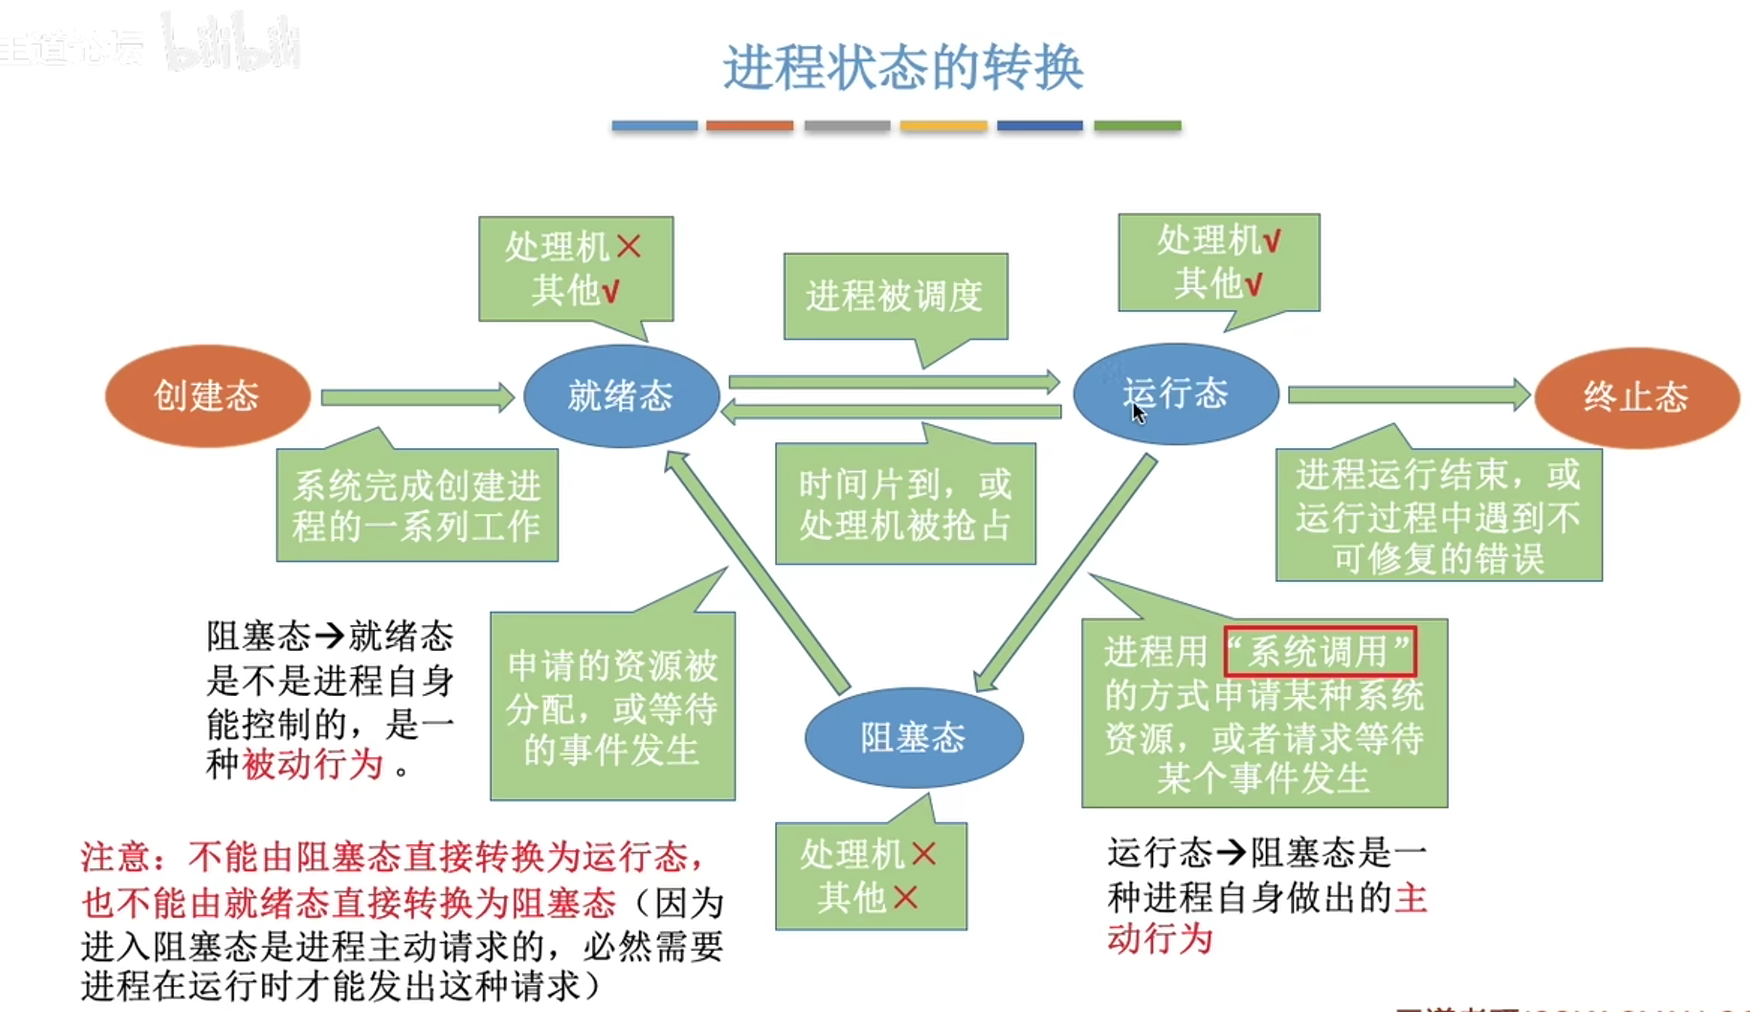 王道论坛 bilibili
进程状态的转换
处理机×
其他√
进程被调度
处理机√
其他√
创建态
就绪态
运行态
终止态
系统完成创建进
程的一系列工作
时间片到，或
处理机被抢占
进程运行结束，或
运行过程中遇到不
可修复的错误
阻塞态→就绪态
是不是进程自身
能控制的，是一
种被动行为。
申请的资源被
分配，或等待
的事件发生
进程用“系统调用”
的方式申请某种系统
资源，或者请求等待
某个事件发生
阻塞态
处理机×
其他×
运行态→阻塞态是一
种进程自身做出的主
动行为
注意：不能由阻塞态直接转换为运行态，
也不能由就绪态直接转换为阻塞态（因为
进入阻塞态是进程主动请求的，必然需要
进程在运行时才能发出这种请求）